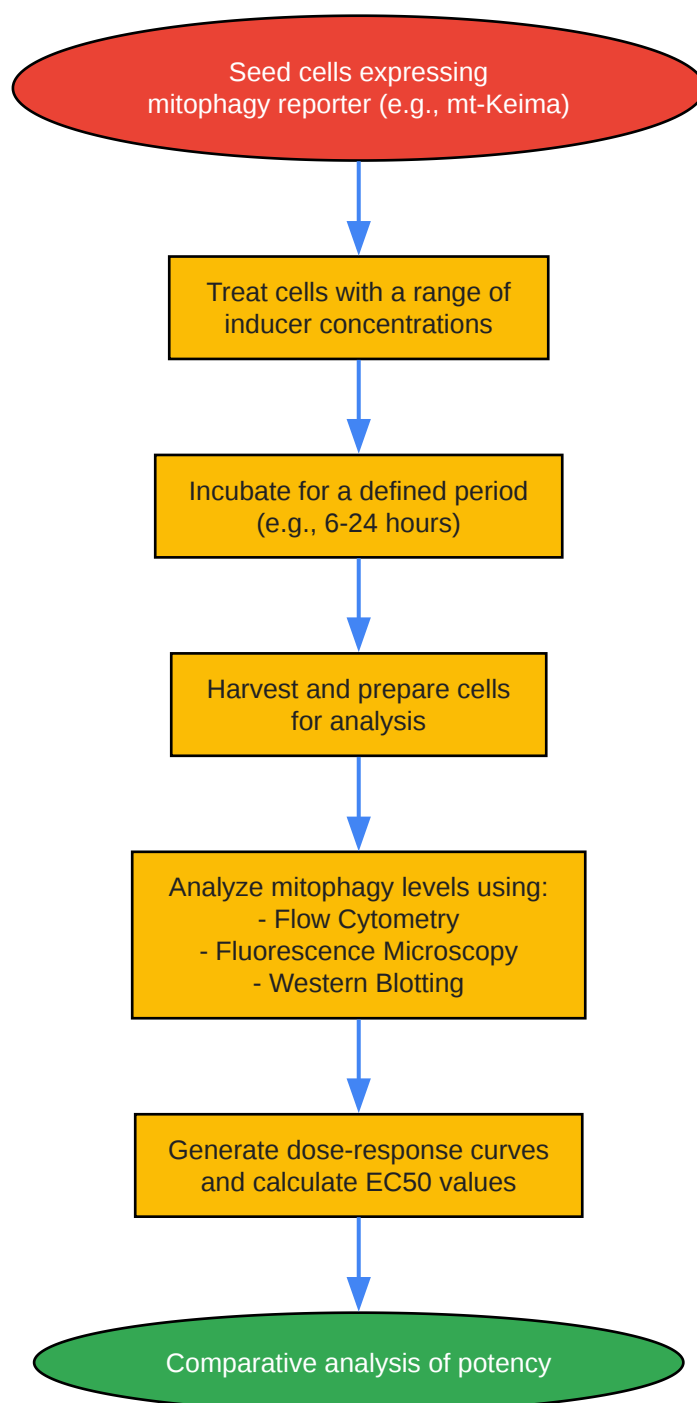 Seed cells expressing
mitophagy reporter (e.g., mt-Keima)
Treat cells with a range of
inducer concentrations
Incubate for a defined period
(e.g., 6-24 hours)
Harvest and prepare cells
for analysis
Analyze mitophagy levels using:
- Flow Cytometry
- Fluorescence Microscopy
- Western Blotting
Generate dose-response curves
and calculate EC50 values
Comparative analysis of potency